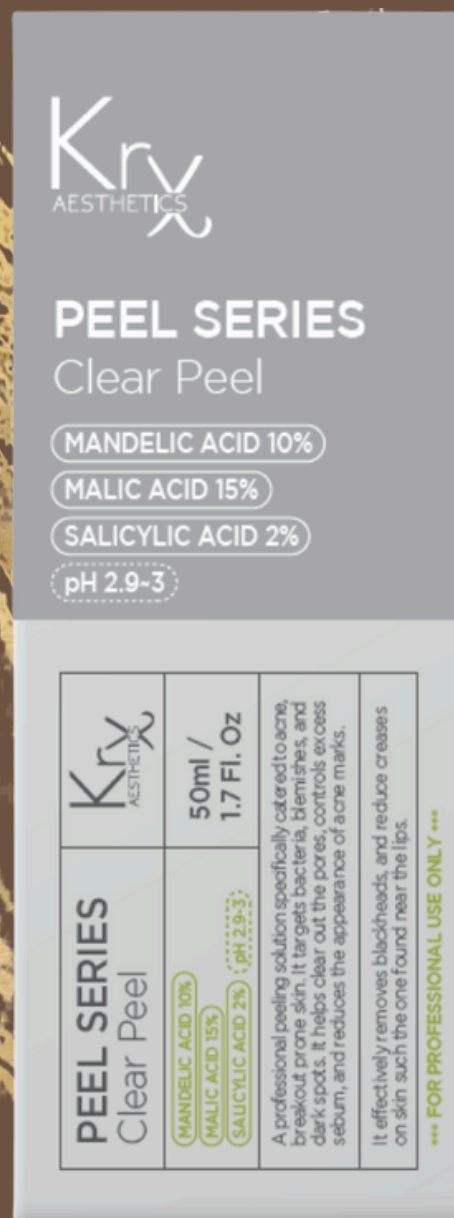 Krx
AESTHETICS
PEEL SERIES
Clear Peel
MANDELIC ACID 10%
MALIC ACID 15%
SALICYLIC ACID 2%
pH 2.9~3
PEEL SERIES
Clear Peel
Krx
AESTHETICS
MANDELIC ACID 10%
MALIC ACID 15%
SALICYLIC ACID 2%
pH 2.9-3
50ml /
1.7 Fl. Oz
A professional peeling solution specifically catered to acne,
breakout prone skin. It targets bacteria, blemishes, and
dark spots. It helps clear out the pores, controls excess
sebum, and reduces the appearance of acne marks.
It effectively removes blackheads, and reduce creases
on skin such the one found near the lips.
*** FOR PROFESSIONAL USE ONLY ***